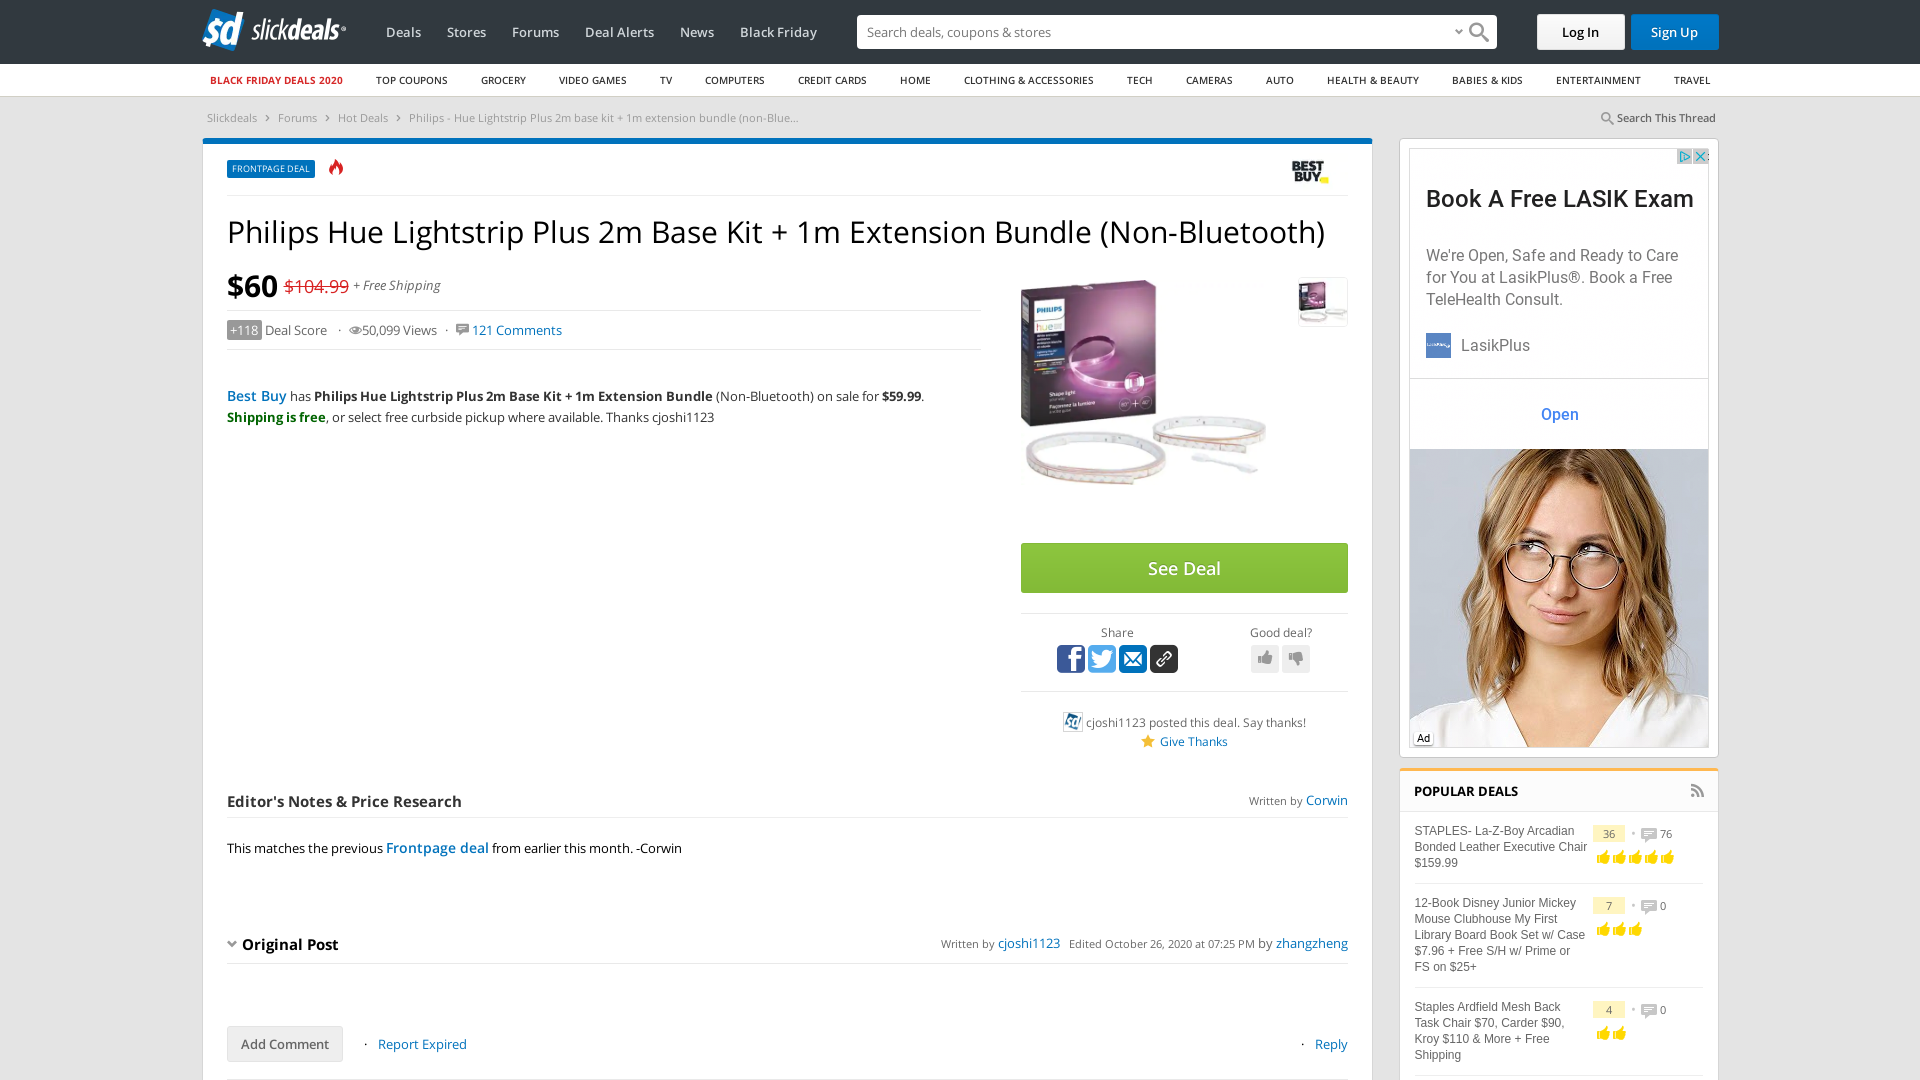 slickdeals
Deals
Stores
Forums
Deal Alerts
News
Black Friday
Search deals, coupons & stores
Log In
Sign Up
BLACK FRIDAY DEALS 2020
TOP COUPONS
GROCERY
VIDEO GAMES
TV
COMPUTERS
CREDIT CARDS
HOME
CLOTHING & ACCESSORIES
TECH
CAMERAS
AUTO
HEALTH & BEAUTY
BABIES & KIDS
ENTERTAINMENT
TRAVEL
Slickdeals › Forums › Hot Deals › Philips - Hue Lightstrip Plus 2m base kit + 1m extension bundle (non-Blue...
Search This Thread
FRONTPAGE DEAL
BEST
BUY
Philips Hue Lightstrip Plus 2m Base Kit + 1m Extension Bundle (Non-Bluetooth)
$60 $104.99 + Free Shipping
+118 Deal Score · 50,099 Views · 121 Comments
Best Buy has Philips Hue Lightstrip Plus 2m Base Kit + 1m Extension Bundle (Non-Bluetooth) on sale for $59.99.
Shipping is free, or select free curbside pickup where available. Thanks cjoshi1123
PHILIPS
hue
See Deal
Share
Good deal?
cjoshi1123 posted this deal. Say thanks!
Give Thanks
Editor's Notes & Price Research
Written by Corwin
This matches the previous Frontpage deal from earlier this month. -Corwin
Original Post
Written by cjoshi1123 Edited October 26, 2020 at 07:25 PM by zhangzheng
Add Comment
· Report Expired
· Reply
Book A Free LASIK Exam
We're Open, Safe and Ready to Care
for You at LasikPlus®. Book a Free
TeleHealth Consult.
LasikPlus
Open
Ad
POPULAR DEALS
STAPLES- La-Z-Boy Arcadian
Bonded Leather Executive Chair
$159.99
36 • 76
12-Book Disney Junior Mickey
Mouse Clubhouse My First
Library Board Book Set w/ Case
$7.96 + Free S/H w/ Prime or
FS on $25+
7 • 0
Staples Ardfield Mesh Back
Task Chair $70, Carder $90,
Kroy $110 & More + Free
Shipping
4 • 0